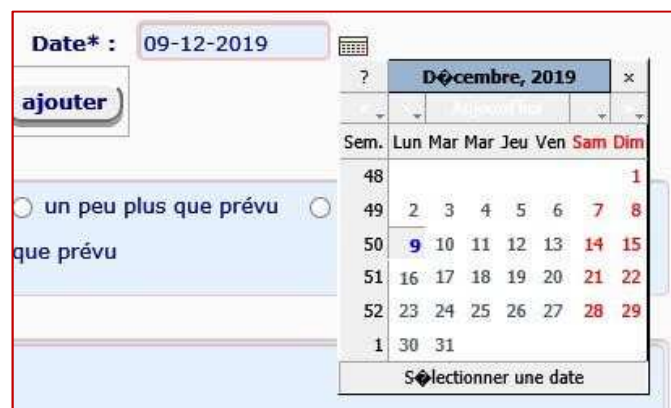 Date* : 09-12-2019
? D�cembre, 2019 ×
ajouter
Aujourd'hui
Sem. Lun Mar Mar Jeu Ven Sam Dim
48 1
un peu plus que prévu
49 2 3 4 5 6 7 8
que prévu
50 9 10 11 12 13 14 15
51 16 17 18 19 20 21 22
52 23 24 25 26 27 28 29
1 30 31
S�lectionner une date